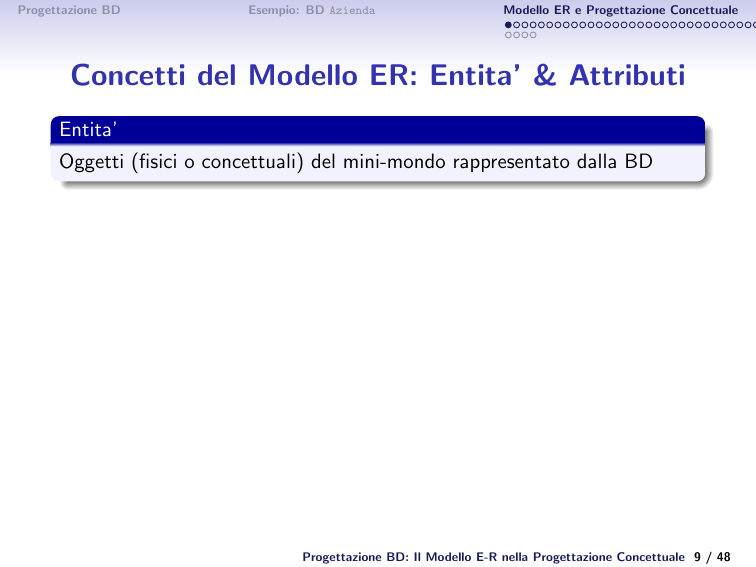 Progettazione BD
Esempio: BD Azienda
Modello ER e Progettazione Concettuale
Concetti del Modello ER: Entita' & Attributi
Entita'
Oggetti (fisici o concettuali) del mini-mondo rappresentato dalla BD
Progettazione BD: Il Modello E-R nella Progettazione Concettuale 9 / 48